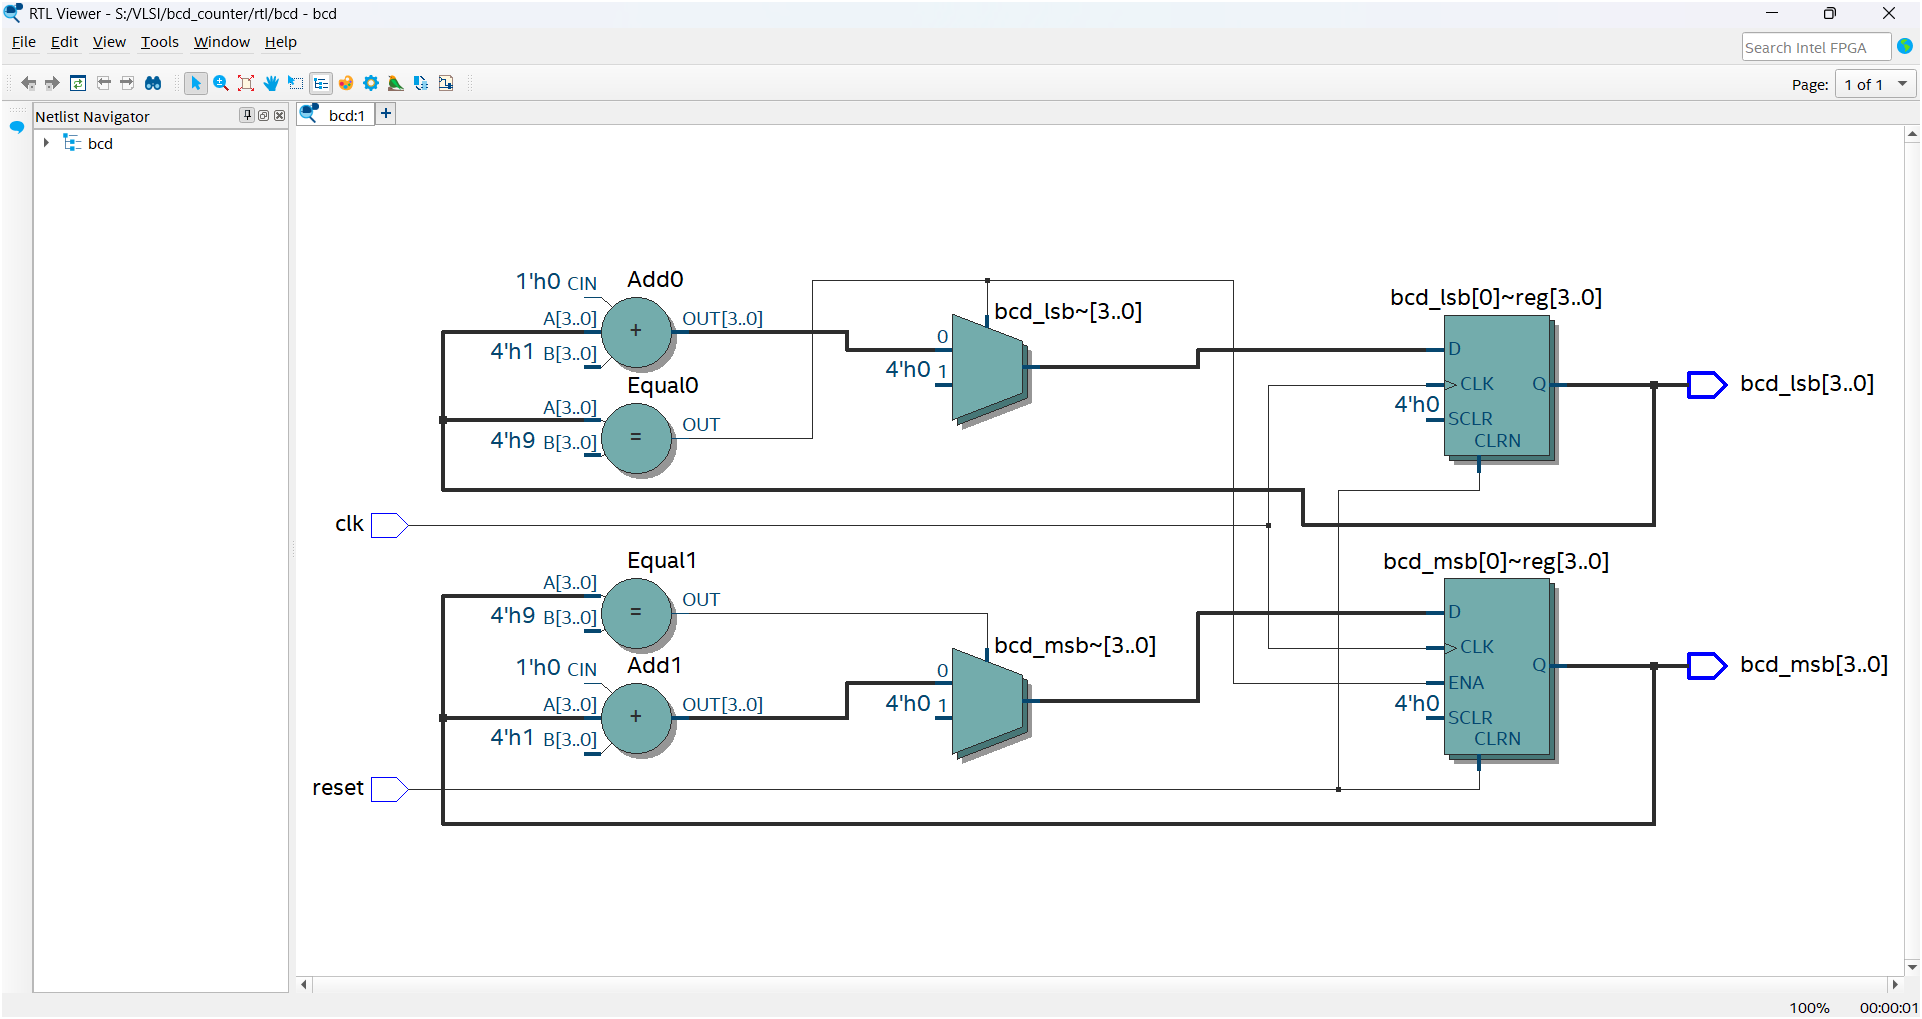 RTL Viewer - S:/VLSI/bcd_counter/rtl/bcd - bcd
File Edit View Tools Window Help
Search Intel FPGA
Page: 1 of 1
Netlist Navigator
bcd:1
bcd
1'h0 CIN
Add0
A[3..0]
OUT[3..0]
+
4'h1 B[3..0]
Equal0
A[3..0]
OUT
=
4'h9 B[3..0]
bcd_lsb~[3..0]
0
4'h0 1
bcd_lsb[0]~reg[3..0]
D
CLK
Q
4'h0
SCLR
CLRN
bcd_lsb[3..0]
clk
Equal1
A[3..0]
OUT
=
4'h9 B[3..0]
1'h0 CIN
Add1
A[3..0]
OUT[3..0]
+
4'h1 B[3..0]
bcd_msb~[3..0]
0
4'h0 1
bcd_msb[0]~reg[3..0]
D
CLK
Q
ENA
4'h0
SCLR
CLRN
bcd_msb[3..0]
reset
100% 00:00:01